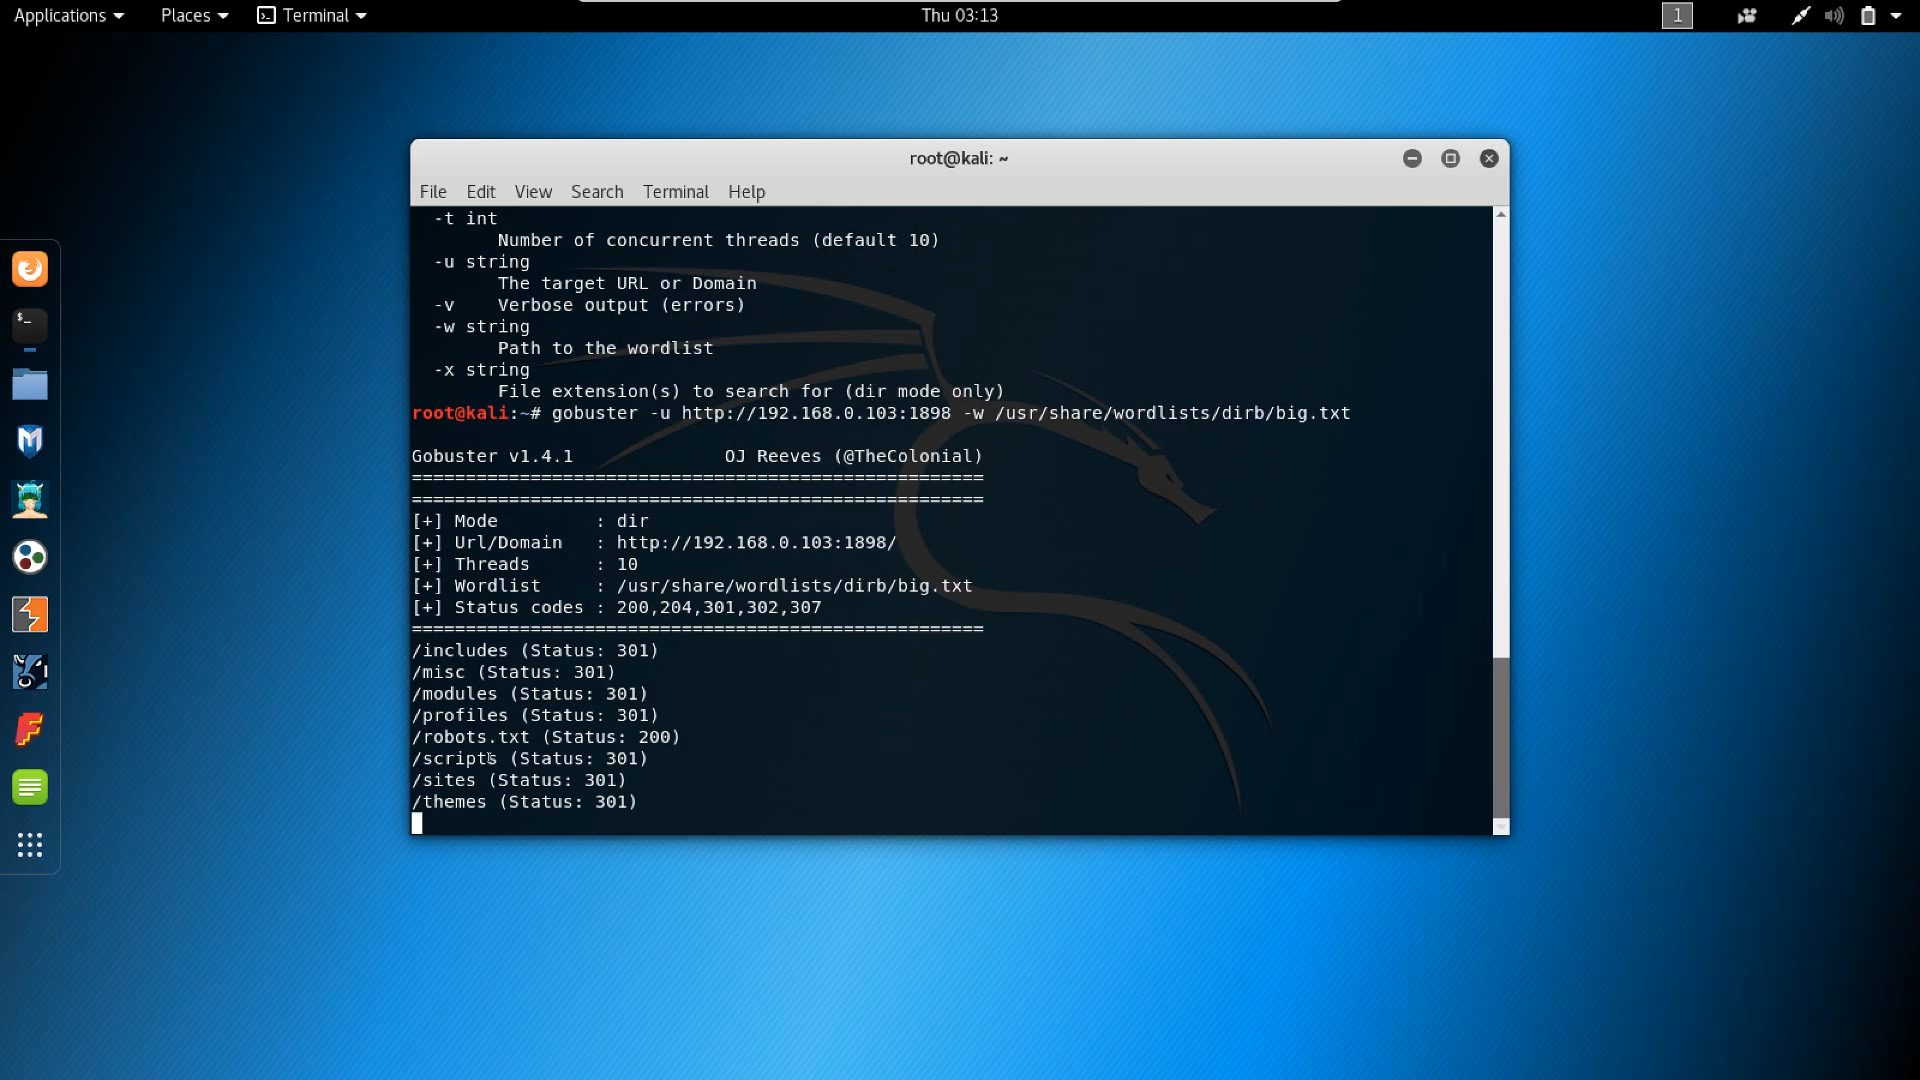 Applications Places Terminal Thu 03:13 1
root@kali: ~
File Edit View Search Terminal Help
-t int
Number of concurrent threads (default 10)
-u string
The target URL or Domain
-v Verbose output (errors)
-w string
Path to the wordlist
-x string
File extension(s) to search for (dir mode only)
root@kali:~# gobuster -u http://192.168.0.103:1898 -w /usr/share/wordlists/dirb/big.txt
Gobuster v1.4.1 OJ Reeves (@TheColonial)
=====================================================
=====================================================
[+] Mode : dir
[+] Url/Domain : http://192.168.0.103:1898/
[+] Threads : 10
[+] Wordlist : /usr/share/wordlists/dirb/big.txt
[+] Status codes : 200,204,301,302,307
=====================================================
/includes (Status: 301)
/misc (Status: 301)
/modules (Status: 301)
/profiles (Status: 301)
/robots.txt (Status: 200)
/scripts (Status: 301)
/sites (Status: 301)
/themes (Status: 301)